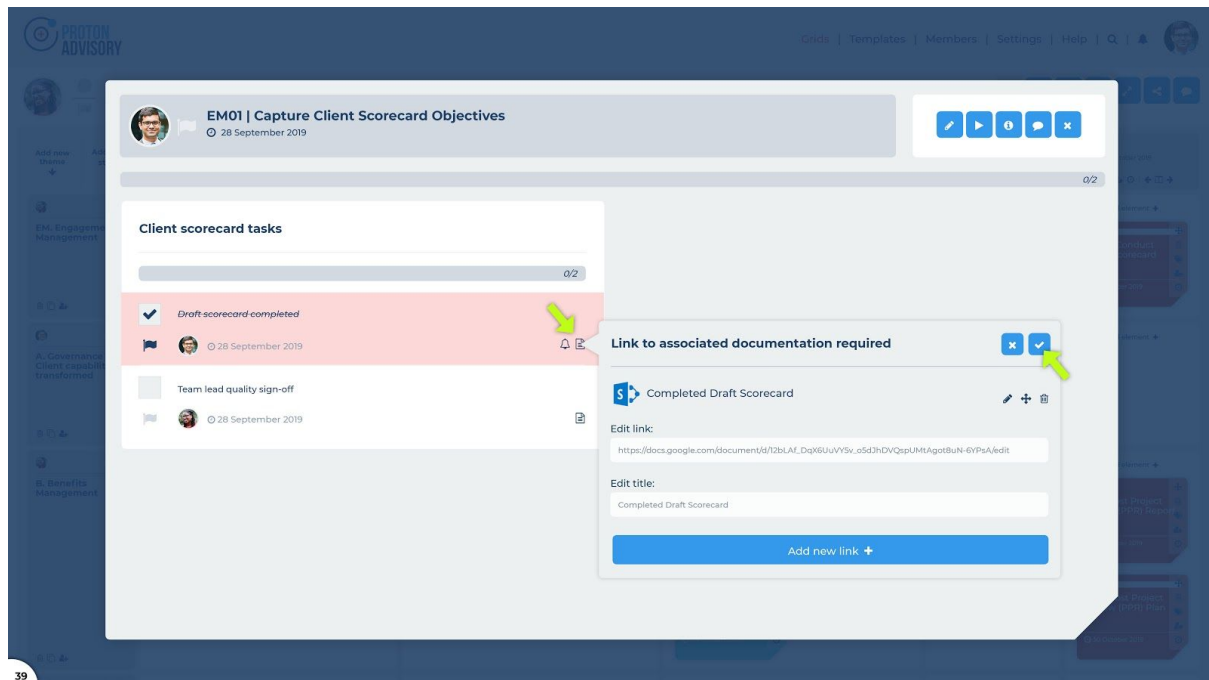 PROTON
ADVISORY
Grids | Templates | Members | Settings | Help |
EM01 | Capture Client Scorecard Objectives
28 September 2019
0/2
Add new
theme
EM. Engageme
Management
Client scorecard tasks
0/2
Draft scorecard completed
28 September 2019
Team lead quality sign-off
28 September 2019
A. Governance
Client capabilit
transformed
B. Benefits
Management
Link to associated documentation required
Completed Draft Scorecard
Edit link:
https://docs.google.com/document/d/12bLAf_DqX6UuVY5v_o5dJhDVQspUMtAgot8uN-6YPsA/edit
Edit title:
Completed Draft Scorecard
Add new link +
39